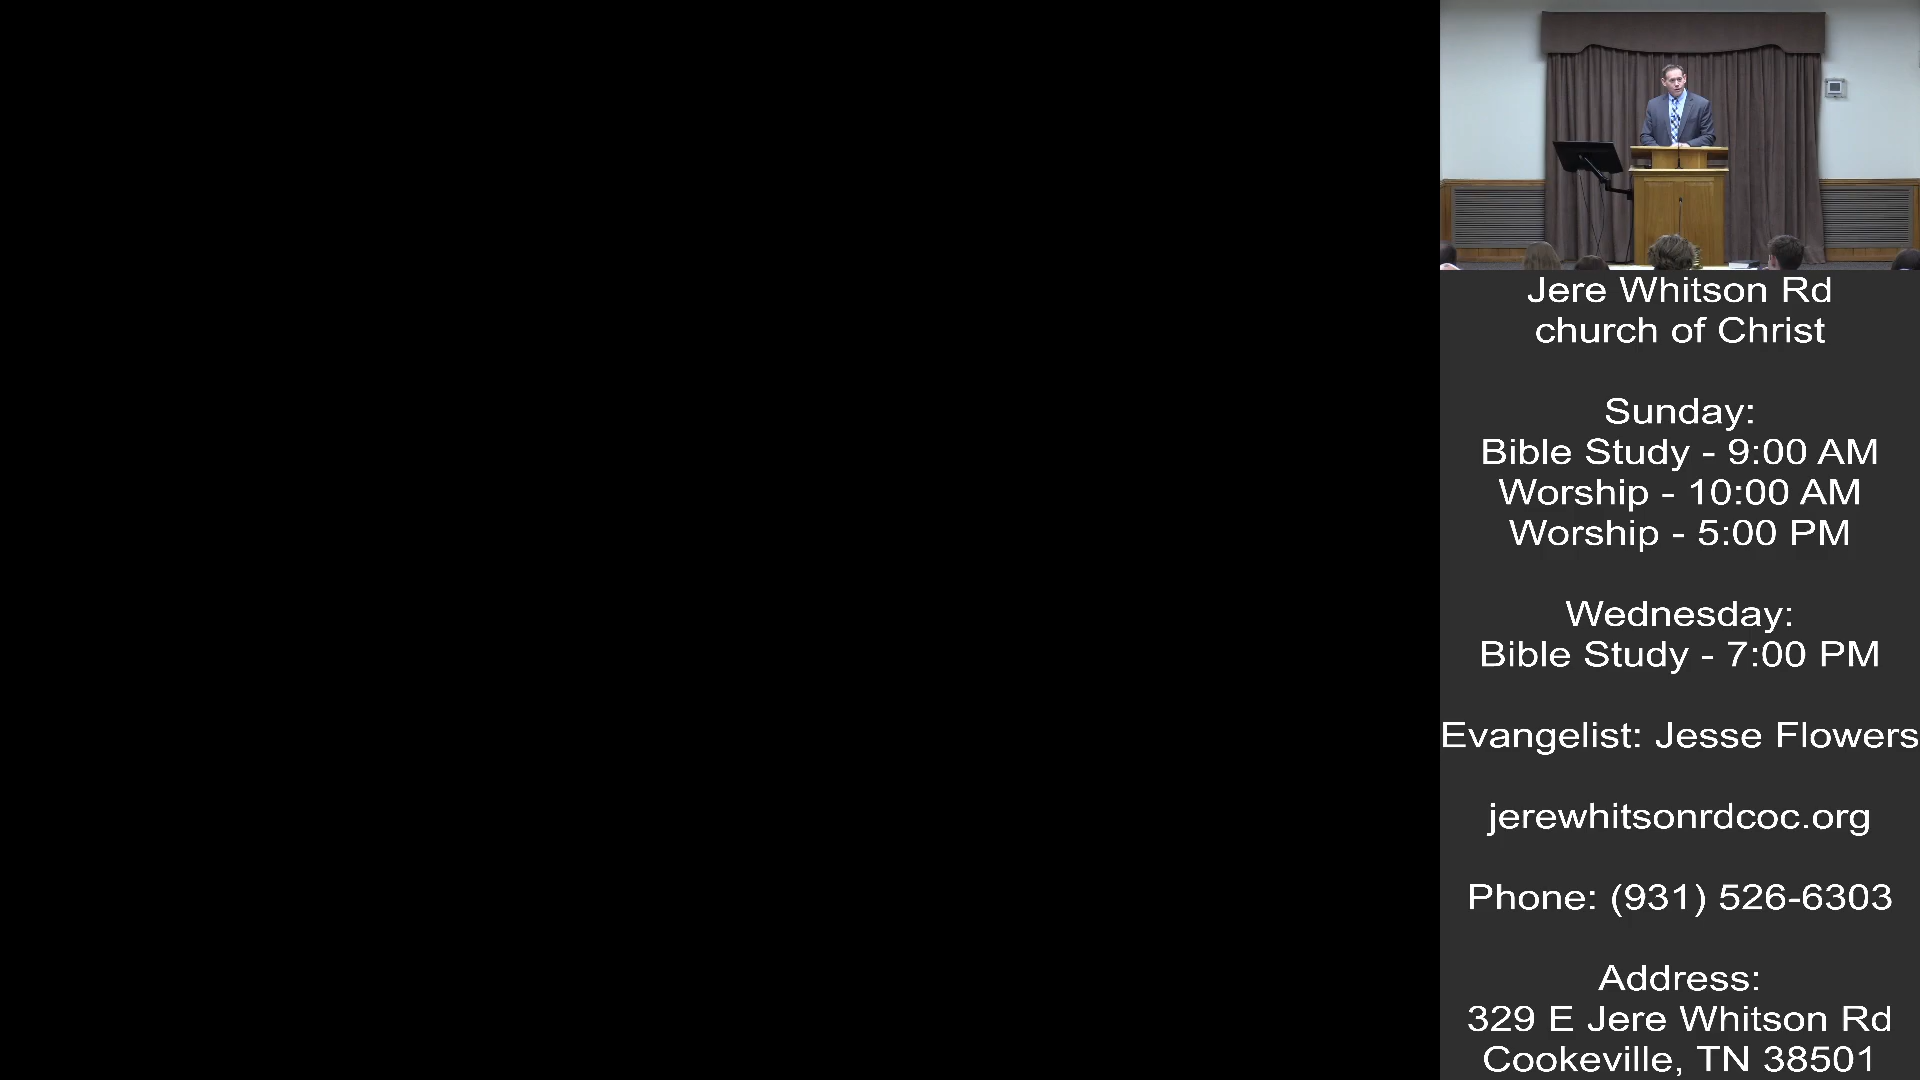 Jere Whitson Rd
church of Christ
Sunday:
Bible Study - 9:00 AM
Worship - 10:00 AM
Worship - 5:00 PM
Wednesday:
Bible Study - 7:00 PM
Evangelist: Jesse Flowers
jerewhitsonrdcoc.org
Phone: (931) 526-6303
Address:
329 E Jere Whitson Rd
Cookeville, TN 38501